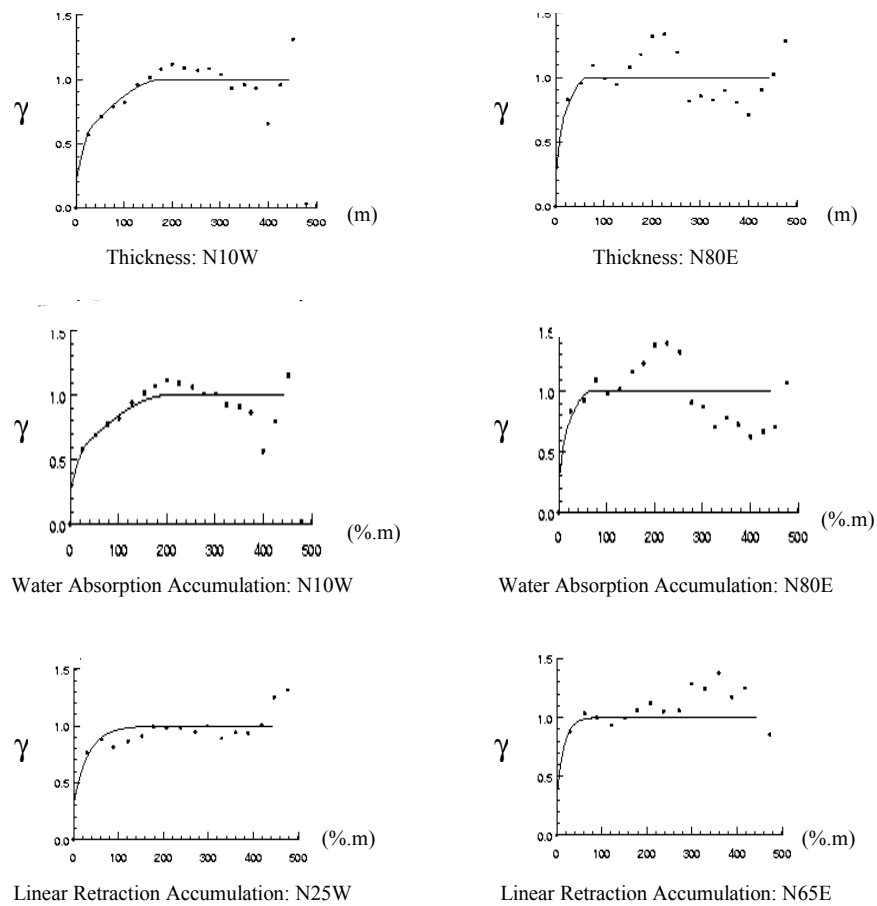 1.5 1.5
1.0 1.0
γ γ
0.5 0.5
0.0 0.0
0 100 200 300 400 500 (m) 0 100 200 300 400 500 (m)
Thickness: N10W Thickness: N80E
1.5 1.5
1.0 1.0
γ γ
0.5 0.5
0.0 0.0
0 100 200 300 400 500 (%.m) 0 100 200 300 400 500 (%.m)
Water Absorption Accumulation: N10W Water Absorption Accumulation: N80E
1.5 1.5
1.0 1.0
γ γ
0.5 0.5
0.0 0.0
0 100 200 300 400 500 (%.m) 0 100 200 300 400 500 (%.m)
Linear Retraction Accumulation: N25W Linear Retraction Accumulation: N65E